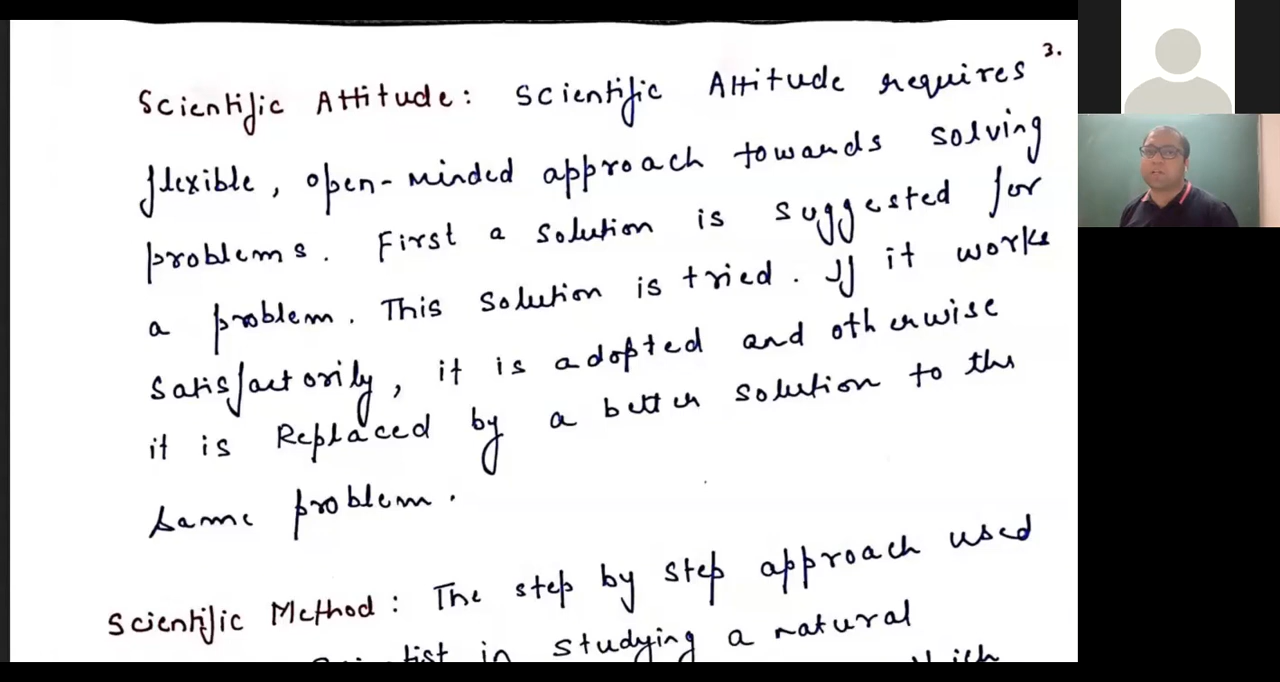 3.
Scientific Attitude: Scientific Attitude requires
flexible, open-minded approach towards solving
problems. First a solution is suggested for
a problem. This solution is tried. If it works
satisfactorily, it is adopted and otherwise
it is Replaced by a better solution to the
same problem.
Scientific Method: The step by step approach used
in studying a natural